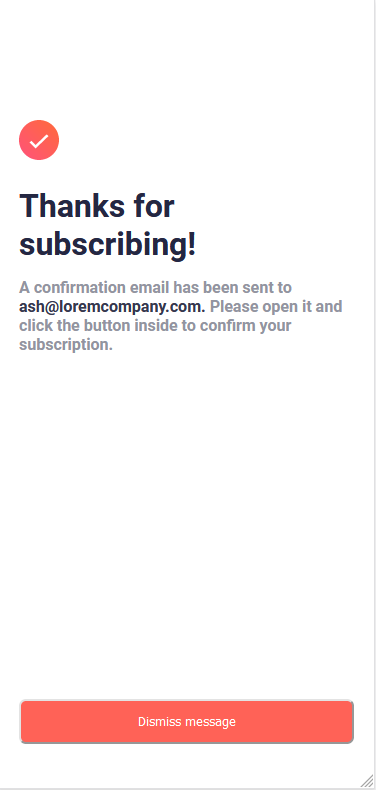 Thanks for
subscribing!
A confirmation email has been sent to
ash@loremcompany.com. Please open it and
click the button inside to confirm your
subscription.
Dismiss message